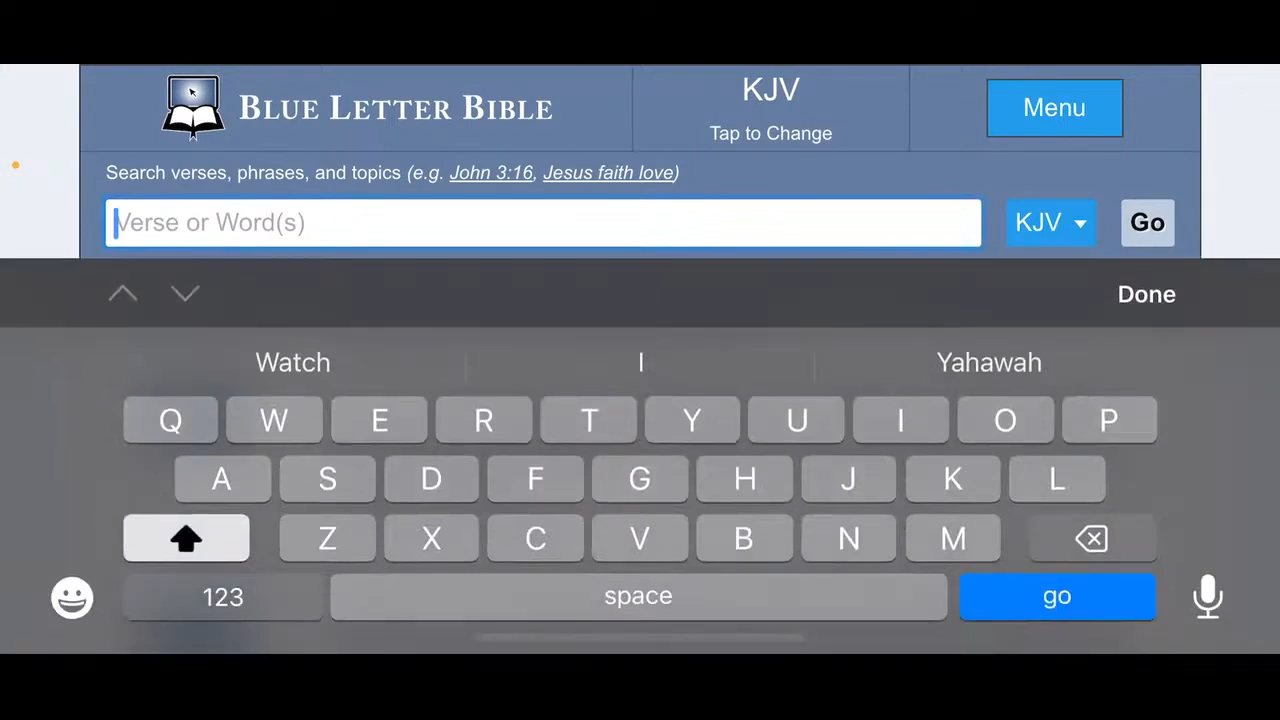 BLUE LETTER BIBLE
KJV
Tap to Change
Menu
Search verses, phrases, and topics (e.g. John 3:16, Jesus faith love)
Verse or Word(s)
KJV
Go
Done
Watch
I
Yahawah
Q W E R T Y U I O P
A S D F G H J K L
Z X C V B N M
123
space
go